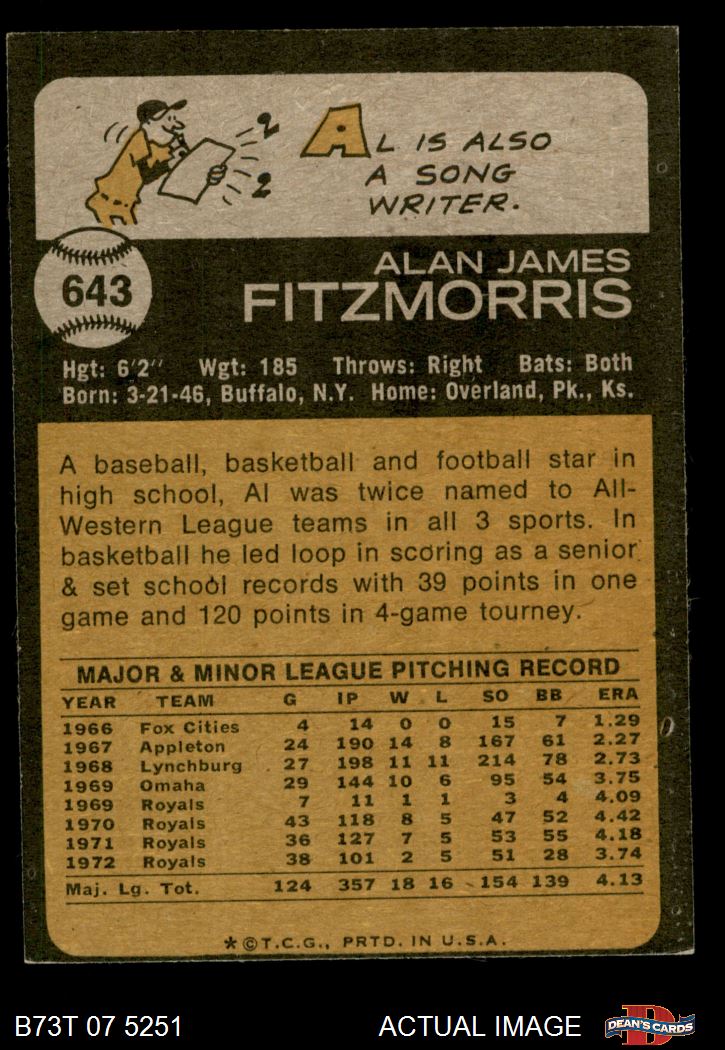 AL IS ALSO
A SONG
WRITER.
643
ALAN JAMES
FITZMORRIS
Hgt: 6'2" Wgt: 185 Throws: Right Bats: Both
Born: 3-21-46, Buffalo, N.Y. Home: Overland, Pk., Ks.
A baseball, basketball and football star in
high school, Al was twice named to All-
Western League teams in all 3 sports. In
basketball he led loop in scoring as a senior
& set school records with 39 points in one
game and 120 points in 4-game tourney.
MAJOR & MINOR LEAGUE PITCHING RECORD
YEAR TEAM G IP W L SO BB ERA
1966 Fox Cities 4 14 0 0 15 7 1.29
1967 Appleton 24 190 14 8 167 61 2.27
1968 Lynchburg 27 198 11 11 214 78 2.73
1969 Omaha 29 144 10 6 95 54 3.75
1969 Royals 7 11 1 1 3 4 4.09
1970 Royals 43 118 8 5 47 52 4.42
1971 Royals 36 127 7 5 53 55 4.18
1972 Royals 38 101 2 5 51 28 3.74
Maj. Lg. Tot. 124 357 18 16 154 139 4.13
*©T.C.G., PRTD. IN U.S.A.
B73T 07 5251 ACTUAL IMAGE
DEAN'S CARDS